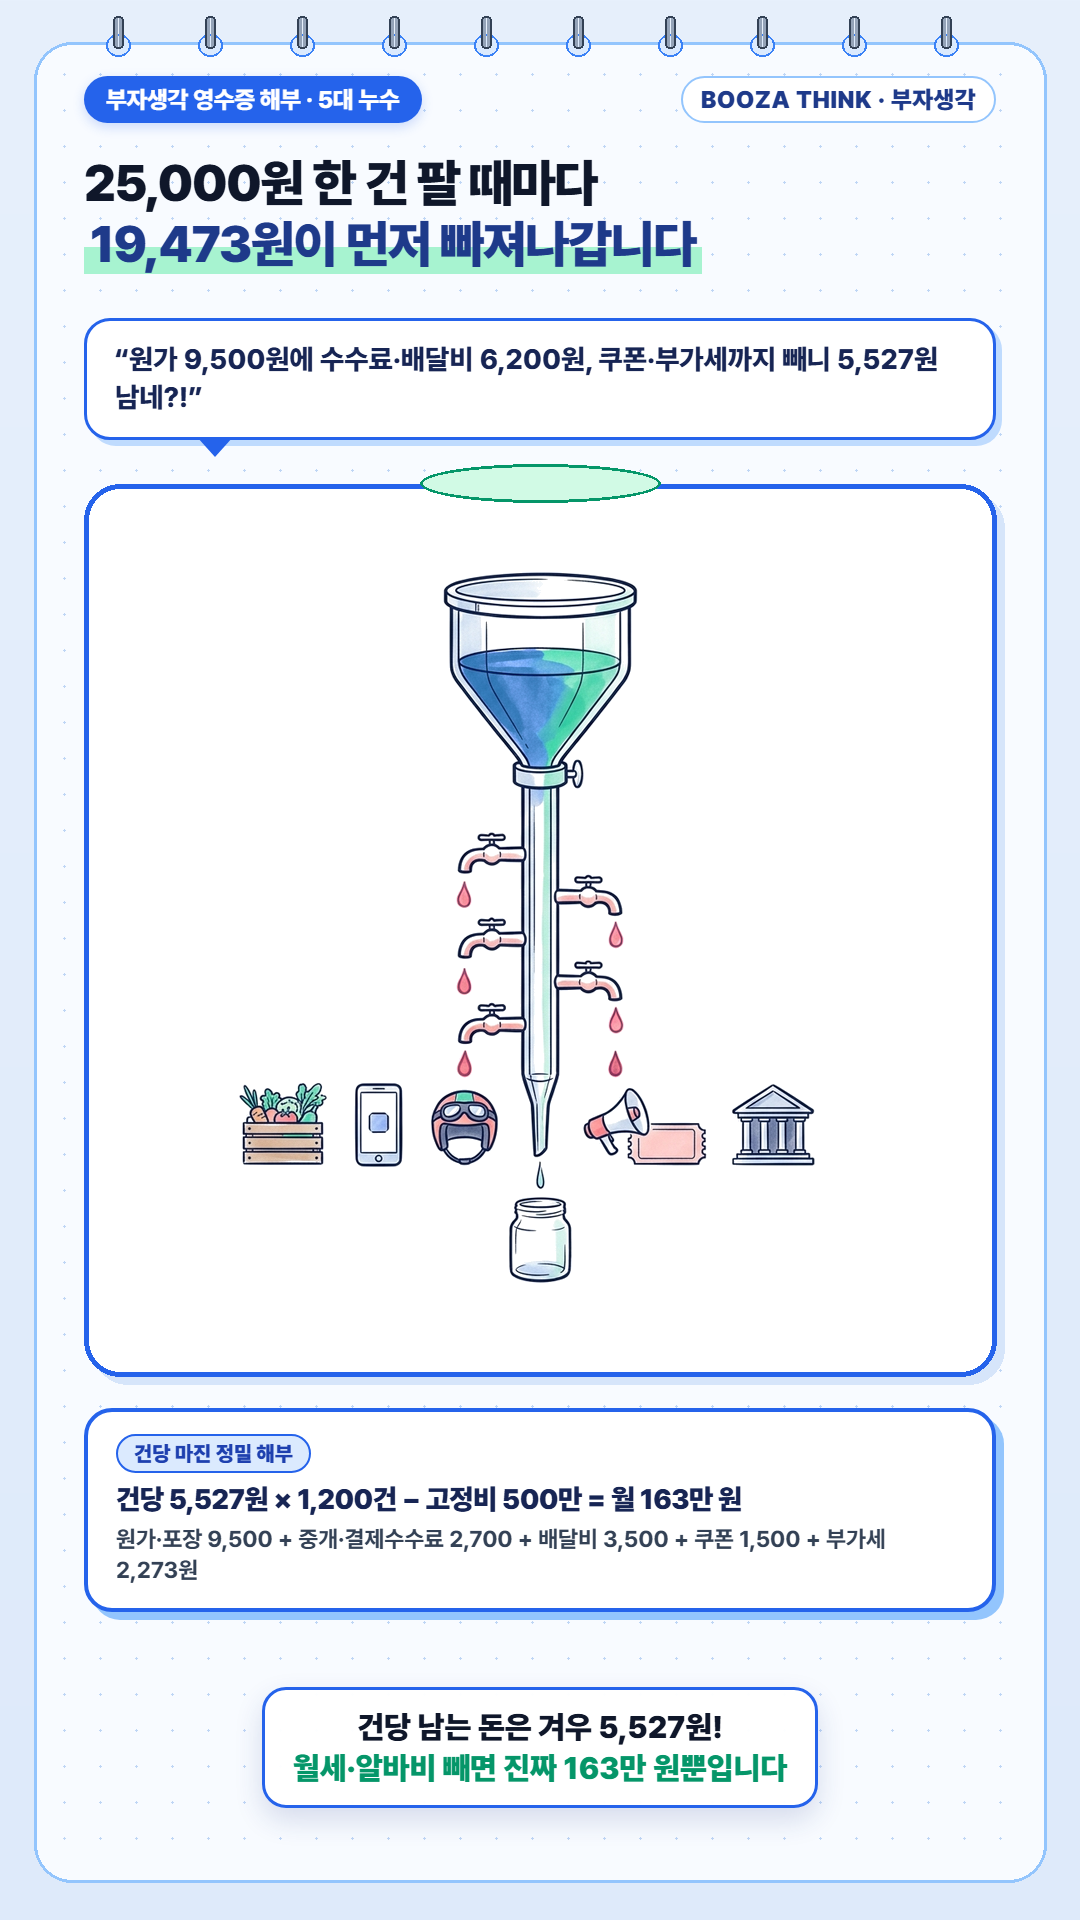 부자생각 영수증 해부 · 5대 누수
BOOZA THINK · 부자생각
25,000원 한 건 팔 때마다
19,473원이 먼저 빠져나갑니다
“원가 9,500원에 수수료·배달비 6,200원, 쿠폰·부가세까지 빼니 5,527원
남네?!”
건당 마진 정밀 해부
건당 5,527원 × 1,200건 – 고정비 500만 = 월 163만 원
원가·포장 9,500 + 중개·결제수수료 2,700 + 배달비 3,500 + 쿠폰 1,500 + 부가세
2,273원
건당 남는 돈은 겨우 5,527원!
월세·알바비 빼면 진짜 163만 원뿐입니다